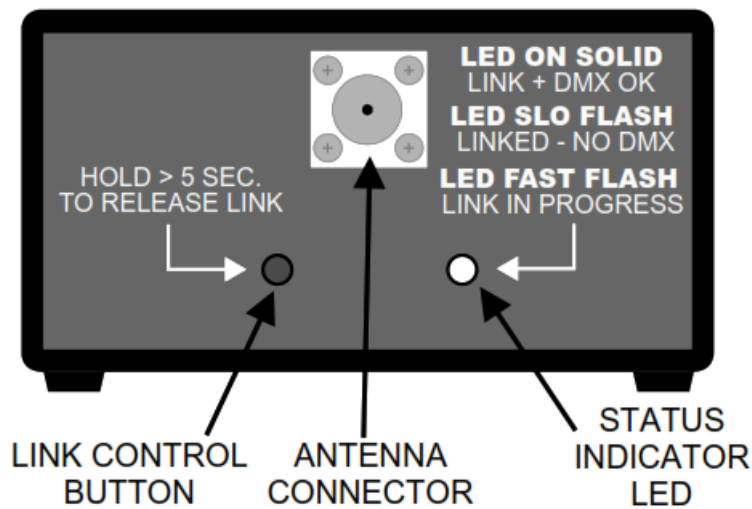 LED ON SOLID
LINK + DMX OK
LED SLO FLASH
LINKED - NO DMX
LED FAST FLASH
LINK IN PROGRESS
HOLD > 5 SEC.
TO RELEASE LINK
LINK CONTROL
BUTTON
ANTENNA
CONNECTOR
STATUS
INDICATOR
LED